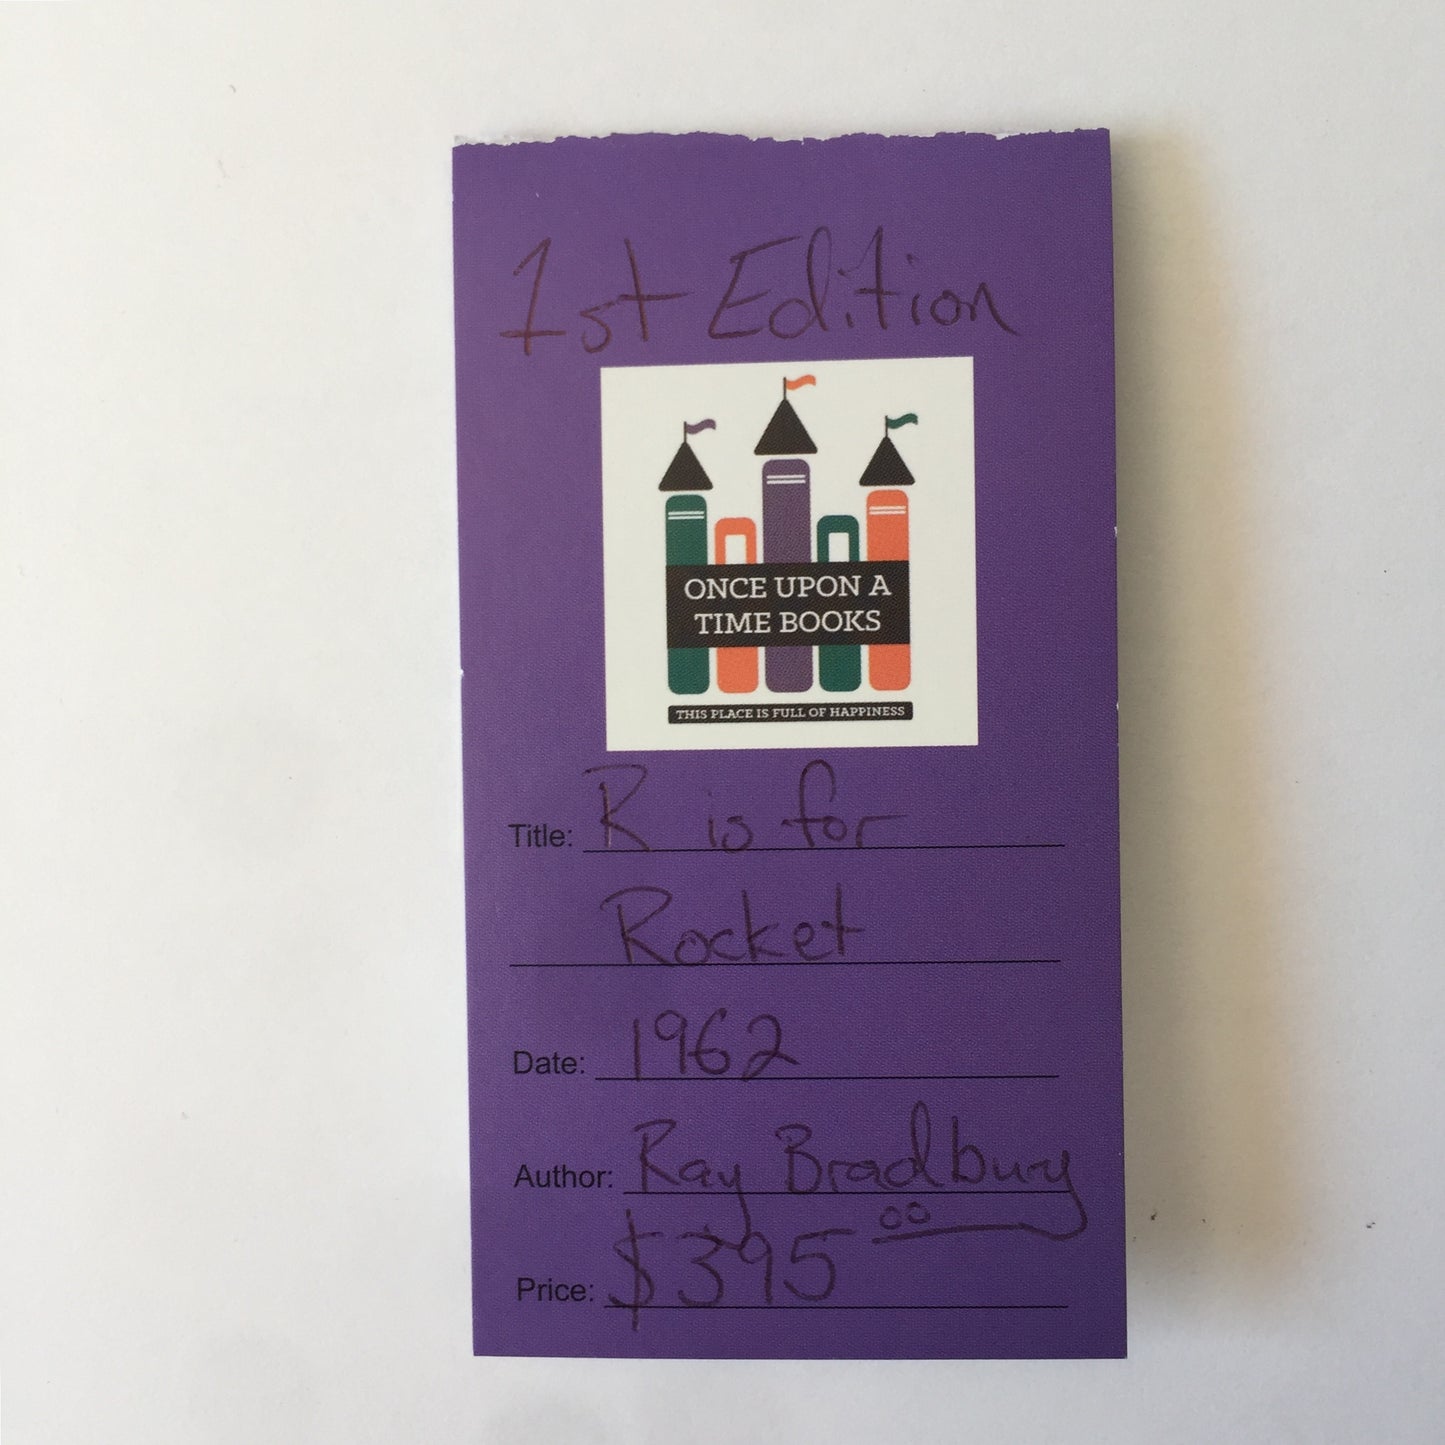 1st Edition
ONCE UPON A
TIME BOOKS
THIS PLACE IS FULL OF HAPPINESS
Title: R is for
Rocket
Date: 1962
Author: Ray Bradbury
Price: $395 00